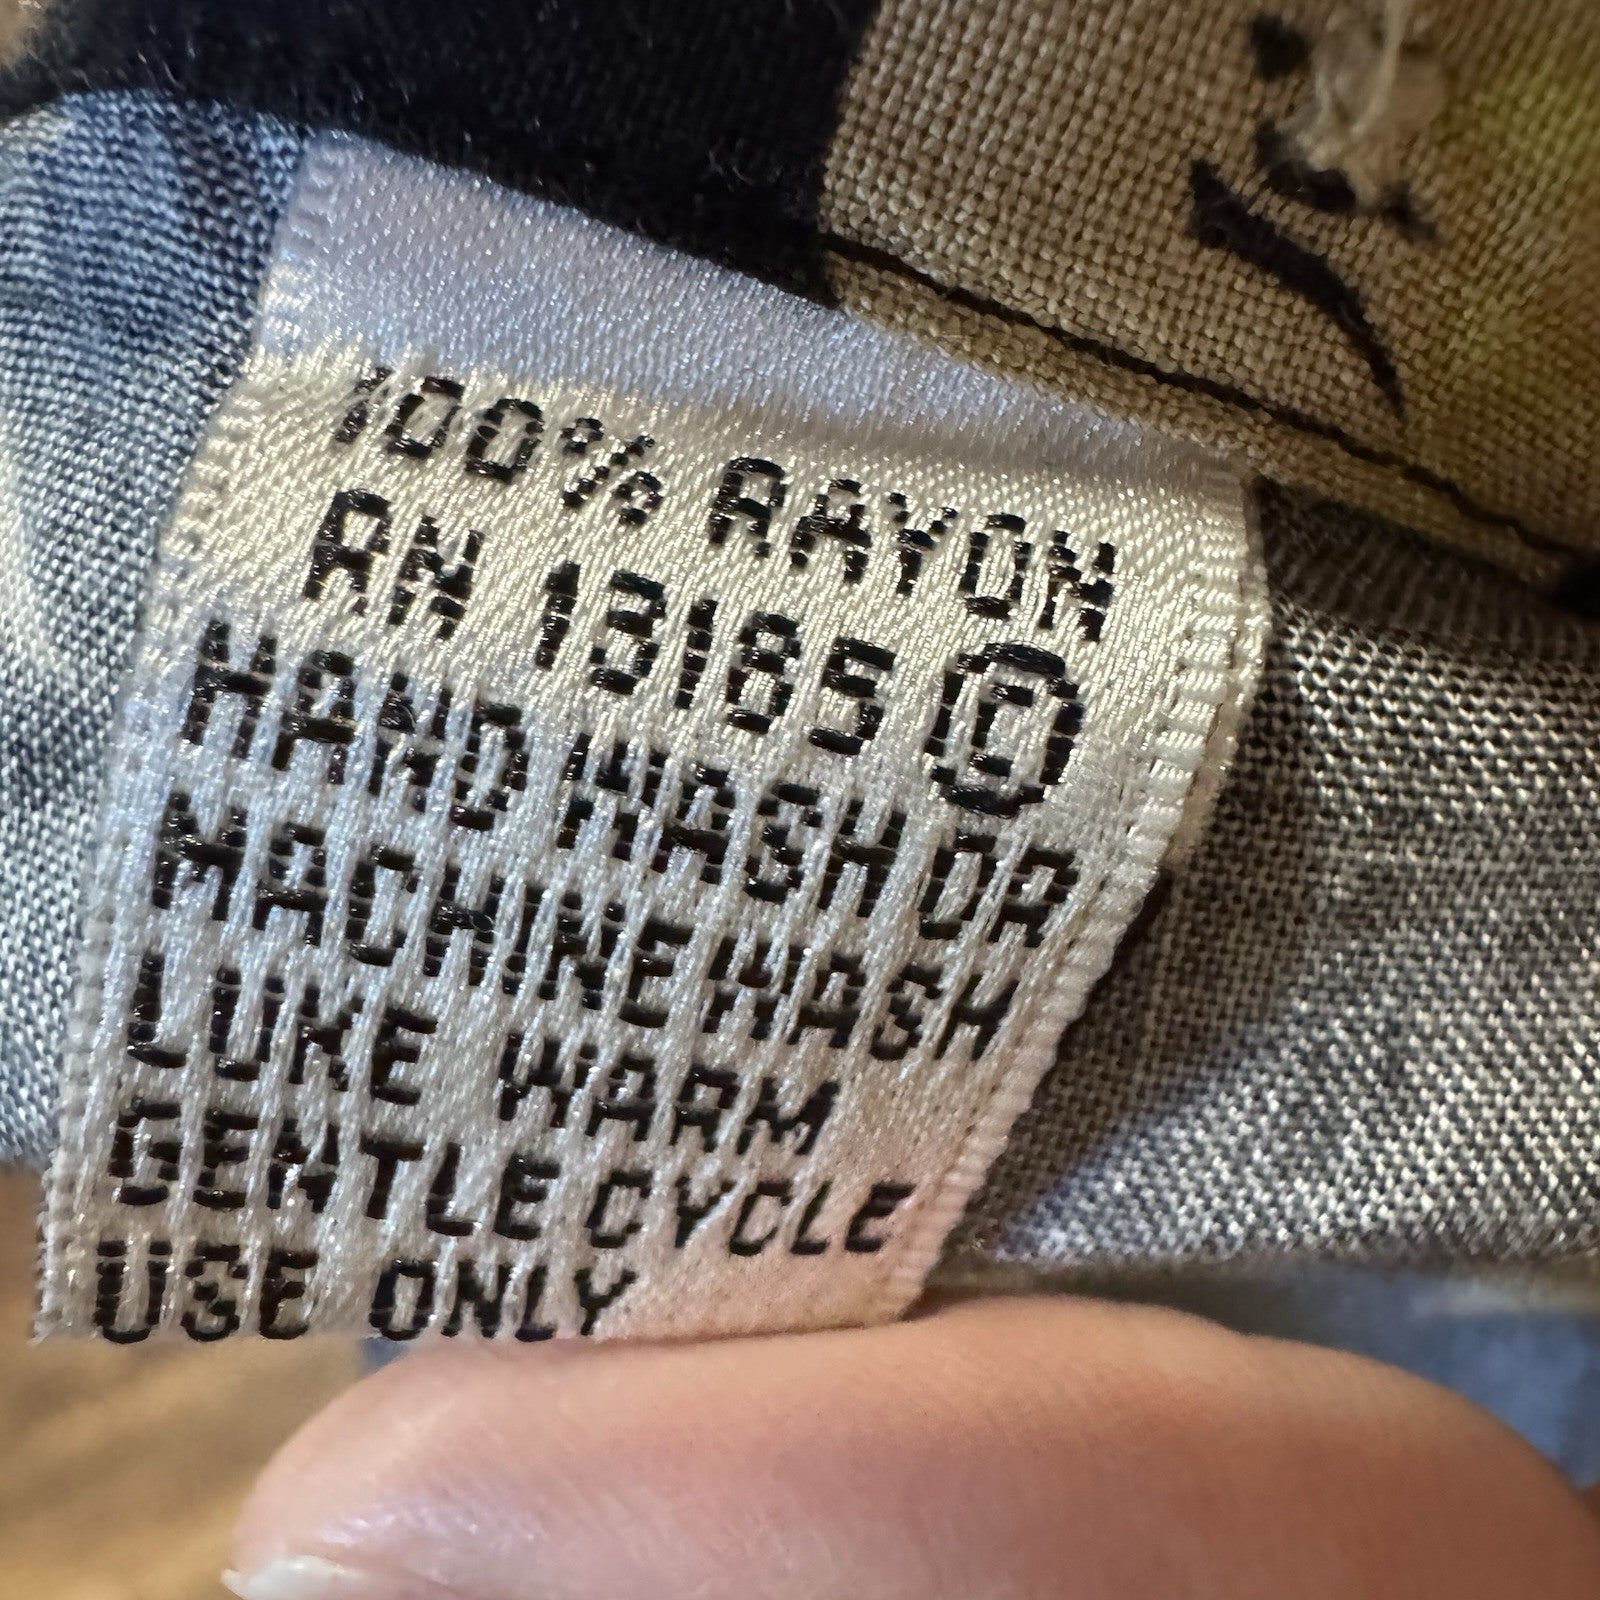 100% RAYON
RN 13185 Ⓡ
HAND WASH OR
MACHINE WASH
LUKE WARM
GENTLE CYCLE
USE ONLY